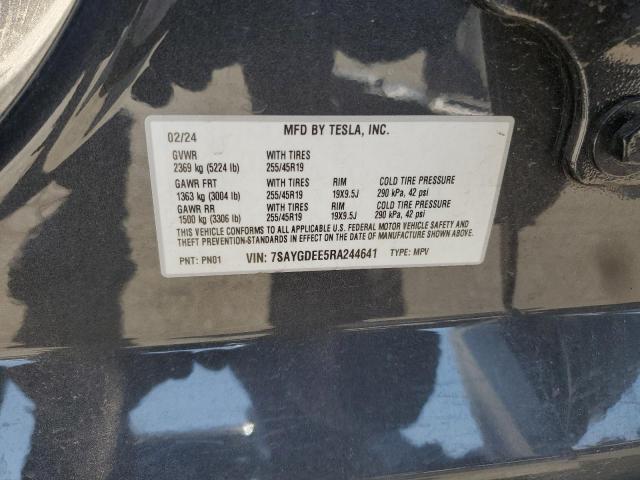 02/24 MFD BY TESLA, INC.
GVWR WITH TIRES
2369 kg (5224 lb) 255/45R19
GAWR FRT WITH TIRES RIM COLD TIRE PRESSURE
1363 kg (3004 lb) 255/45R19 19X9.5J 290 kPa, 42 psi
GAWR RR WITH TIRES RIM COLD TIRE PRESSURE
1500 kg (3306 lb) 255/45R19 19X9.5J 290 kPa, 42 psi
THIS VEHICLE CONFORMS TO ALL APPLICABLE U.S. FEDERAL MOTOR VEHICLE SAFETY AND
THEFT PREVENTION-STANDARDS IN EFFECT ON THE DATE OF MANUFACTURE SHOWN ABOVE.
PNT: PN01 VIN: 7SAYGDEE5RA244641 TYPE: MPV